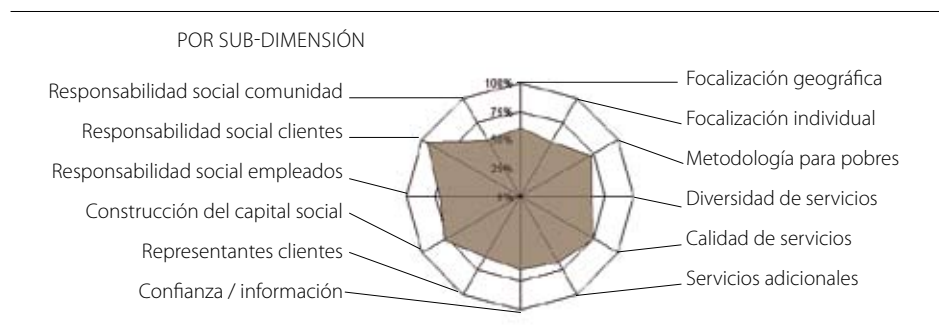 POR SUB-DIMENSIÓN
Responsabilidad social comunidad
Responsabilidad social clientes
Responsabilidad social empleados
Construcción del capital social
Representantes clientes
Confianza / información
100%
75%
50%
25%
Focalización geográfica
Focalización individual
Metodología para pobres
Diversidad de servicios
Calidad de servicios
Servicios adicionales